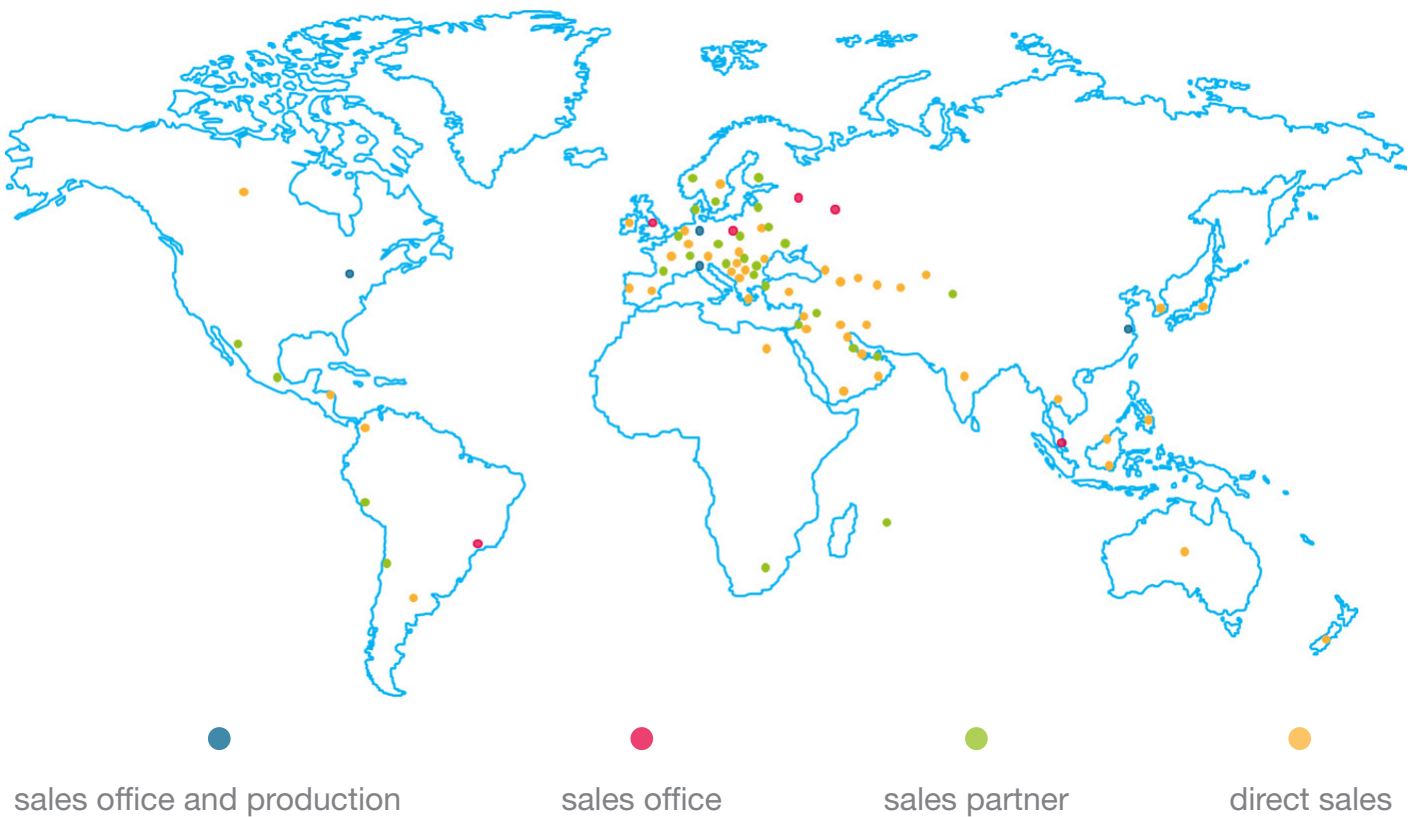 sales office and production
sales office
sales partner
direct sales